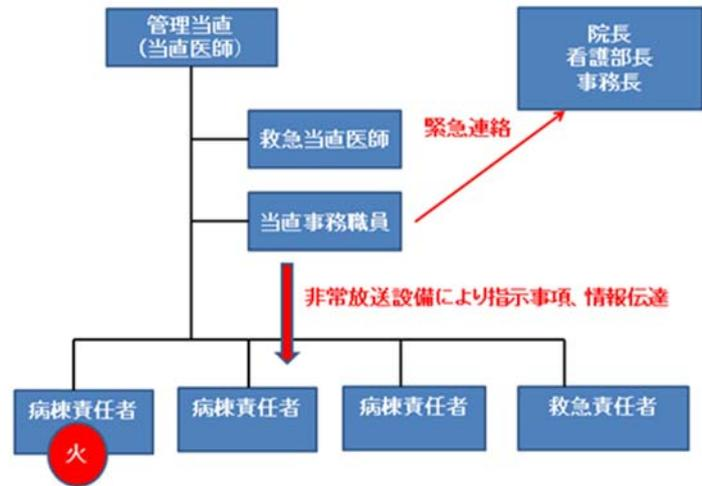 管理当直
(当直医師)
院長
看護部長
事務長
救急当直医師
緊急連絡
当直事務職員
非常放送設備により指示事項、情報伝達
病棟責任者
病棟責任者
病棟責任者
救急責任者
火